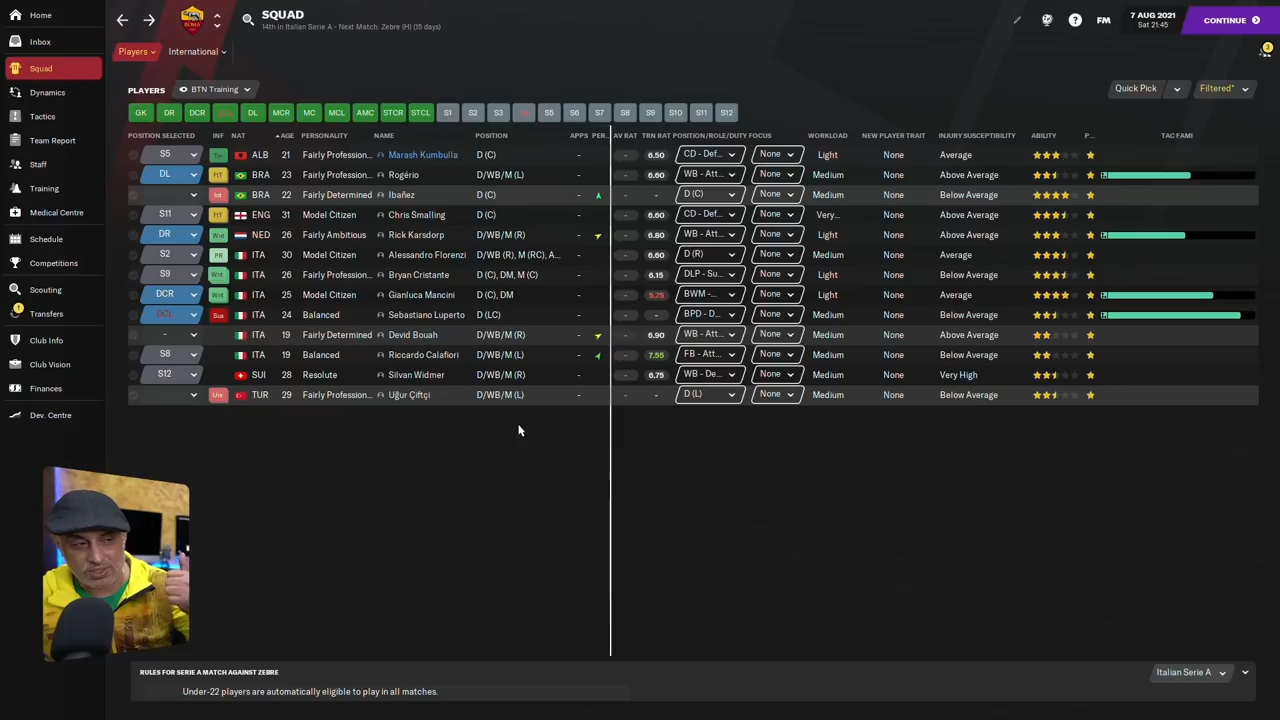 Home
Inbox
Squad
Dynamics
Tactics
Team Report
Staff
Training
Medical Centre
Schedule
Competitions
Scouting
1
Transfers
Club Info
Club Vision
Finances
Dev. Centre
SQUAD
14th in Italian Serie A - Next Match: Zebre (H) (15 days)
FM
7 AUG 2021
Sat 21:45
CONTINUE
3
Players
International
PLAYERS
BTN Training
Quick Pick
Filtered*
GK DR DCR DL MCR MC MCL AMC STCR STCL S1 S2 S3 S5 S6 S7 S8 S9 S10 S11 S12
POSITION SELECTED INF NAT AGE PERSONALITY NAME POSITION APPS PER... AV RAT TRN RAT POSITION/ROLE/DUTY FOCUS WORKLOAD NEW PLAYER TRAIT INJURY SUSCEPTIBILITY ABILITY P... TAC FAMI
S5 Trn ALB 21 Fairly Profession... Marash Kumbulla D (C) - - 6.50 CD - Def... None Light None Average
DL PIT BRA 23 Fairly Profession... Rogério D/WB/M (L) - - 6.60 WB - Att... None Medium None Above Average
Int BRA 22 Fairly Determined Ibañez D (C) - - - D (C) None Medium None Above Average
S11 PIT ENG 31 Model Citizen Chris Smalling D (C) - - 6.60 CD - Def... None Very... None Above Average
DR Wnt NED 26 Fairly Ambitious Rick Karsdorp D/WB/M (R) - - 6.80 WB - Att... None Light None Above Average
S2 PR ITA 30 Model Citizen Alessandro Florenzi D/WB (R), M (RC), A... - - 6.60 D (R) None Medium None Above Average
S9 Wnt ITA 26 Fairly Profession... Bryan Cristante D (C), DM, M (C) - - 6.15 DLP - Su... None Light None Below Average
DCR Wnt ITA 25 Model Citizen Gianluca Mancini D (C), DM - - 5.75 BWM -... None Light None Below Average
DCL Sus ITA 24 Balanced Sebastiano Luperto D (LC) - - - BPD - D... None Medium None Below Average
- ITA 19 Fairly Determined Devid Bouah D/WB/M (R) - - 6.90 WB - Att... None Medium None Above Average
S8 ITA 19 Balanced Riccardo Calafiori D/WB/M (L) - - 7.55 FB - Att... None Medium None Below Average
S12 SUI 28 Resolute Silvan Widmer D/WB/M (R) - - 6.75 WB - De... None Medium None Very High
Unr TUR 29 Fairly Profession... Uğur Çiftçi D/WB/M (L) - - - D (L) None Medium None Below Average
RULES FOR SERIE A MATCH AGAINST ZEBRE
Italian Serie A
Under-22 players are automatically eligible to play in all matches.